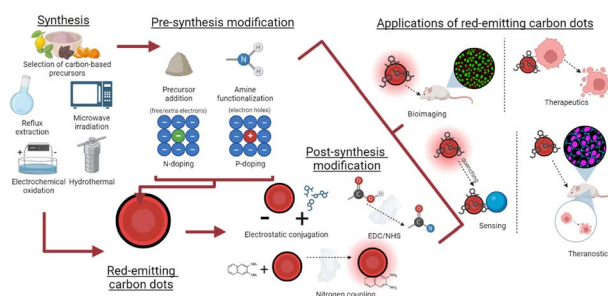 Synthesis
Selection of carbon-based
precursors
Reflux
extraction
Microwave
irradiation
Electrochemical
oxidation
Hydrothermal
Pre-synthesis modification
Precursor
addition
(free/extra electrons)
N-doping
H
N
H
Amine
functionalization
(electron holes)
P-doping
Red-emitting
carbon dots
Post-synthesis
modification
Electrostatic conjugation
EDC/NHS
Nitrogen coupling
Applications of red-emitting carbon dots
Bioimaging
Therapeutics
quenching
Sensing
Theranostic